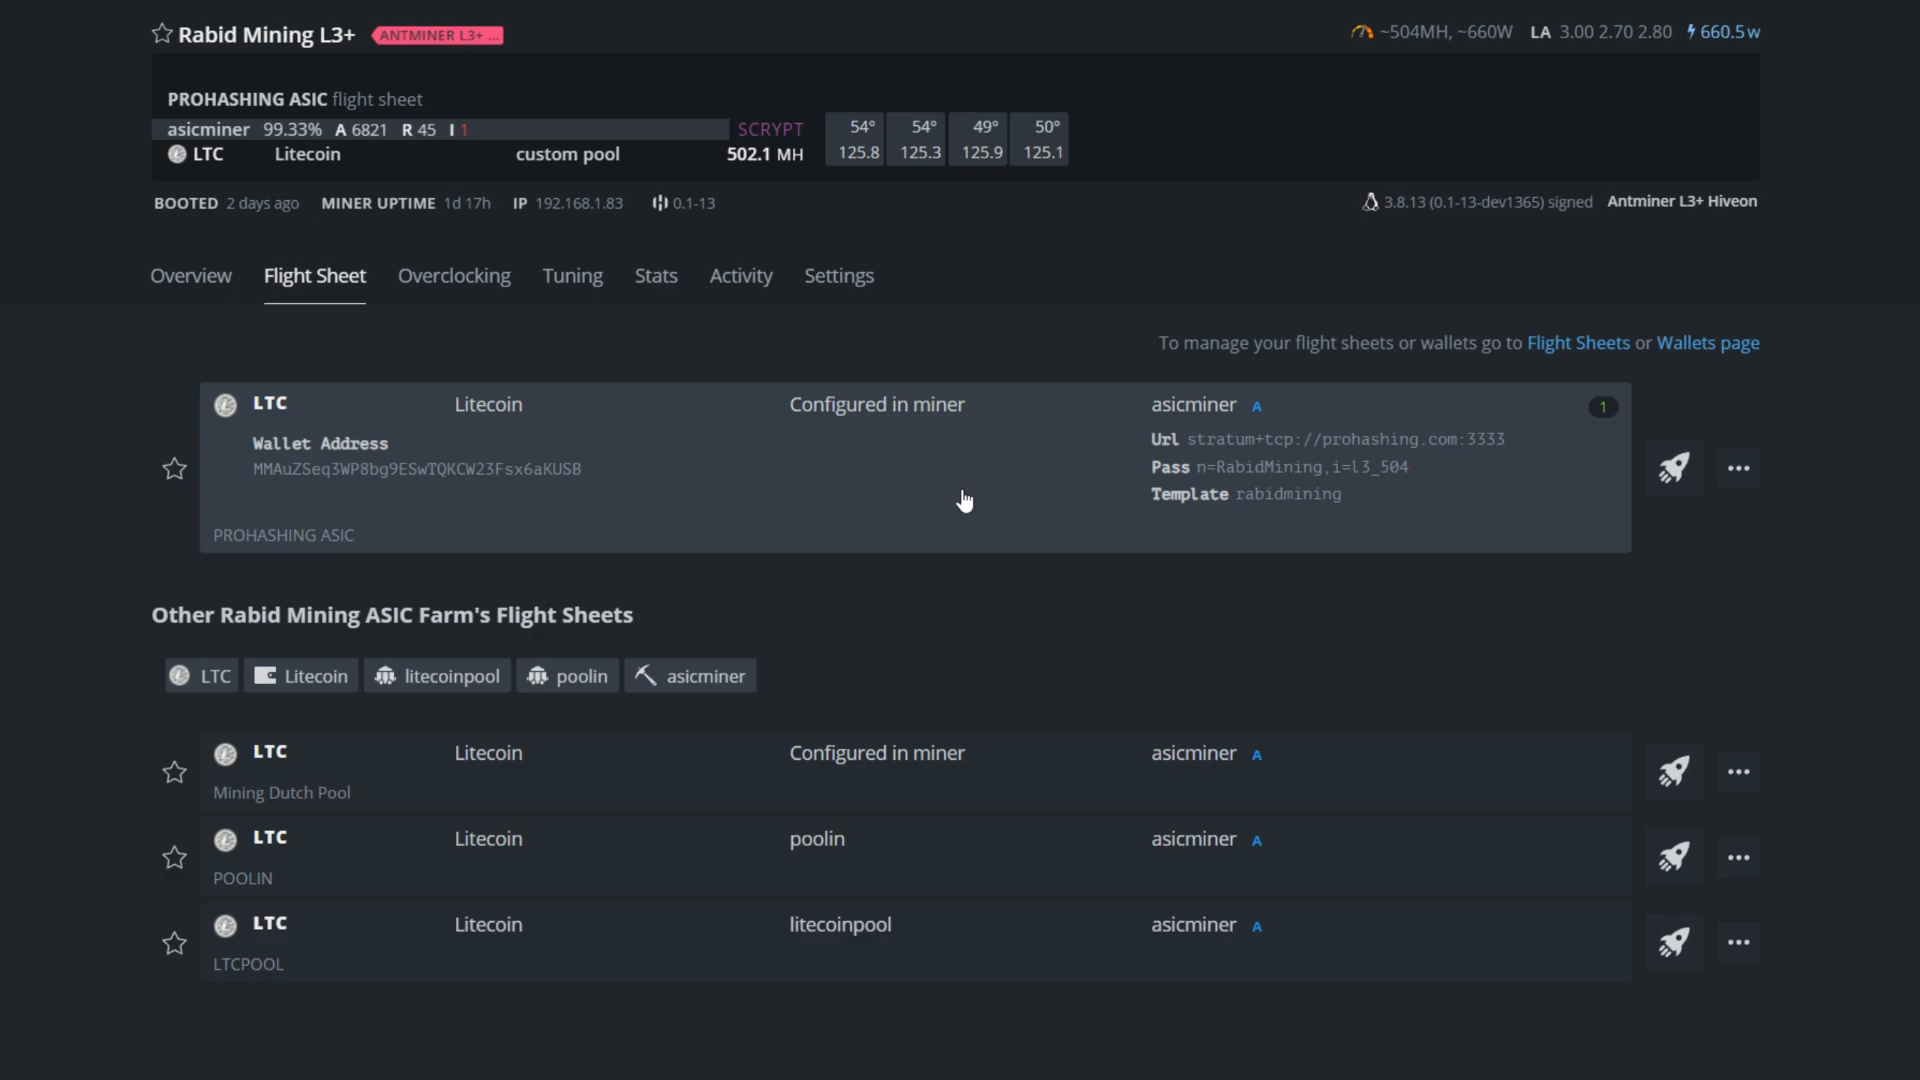 Rabid Mining L3+ ANTMINER L3+ ... ~504MH, ~660W LA 3.00 2.70 2.80 660.5w
PROHASHING ASIC flight sheet
asicminer 99.33% A 6821 R 45 I 1 SCRYPT 54° 54° 49° 50°
LTC Litecoin custom pool 502.1 MH 125.8 125.3 125.9 125.1
BOOTED 2 days ago MINER UPTIME 1d 17h IP 192.168.1.83 0.1-13 3.8.13 (0.1-13-dev1365) signed Antminer L3+ Hiveon
Overview Flight Sheet Overclocking Tuning Stats Activity Settings
To manage your flight sheets or wallets go to Flight Sheets or Wallets page
LTC Litecoin Configured in miner asicminer A 1
Wallet Address Url stratum+tcp://prohashing.com:3333
MMAuZSeq3WP8bg9ESwTQKCW23Fsx6aKUSB Pass n=RabidMining,i=l3_504
Template rabidmining
PROHASHING ASIC
Other Rabid Mining ASIC Farm's Flight Sheets
LTC Litecoin litecoinpool poolin asicminer
LTC Litecoin Configured in miner asicminer A
Mining Dutch Pool
LTC Litecoin poolin asicminer A
POOLIN
LTC Litecoin litecoinpool asicminer A
LTCPOOL